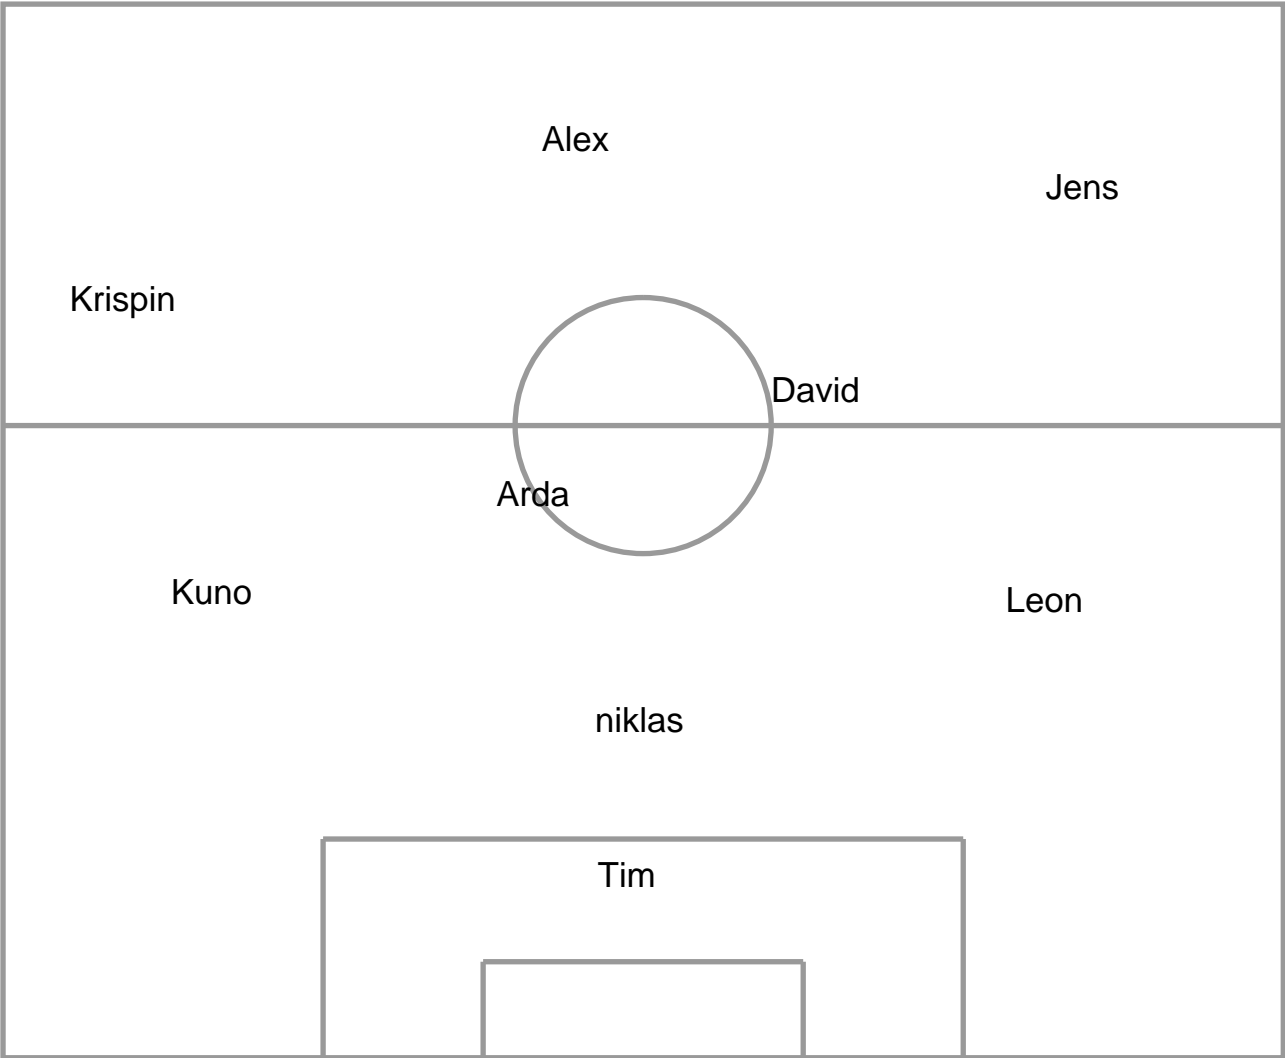 Alex
Jens
Krispin
David
Arda
Kuno
Leon
niklas
Tim